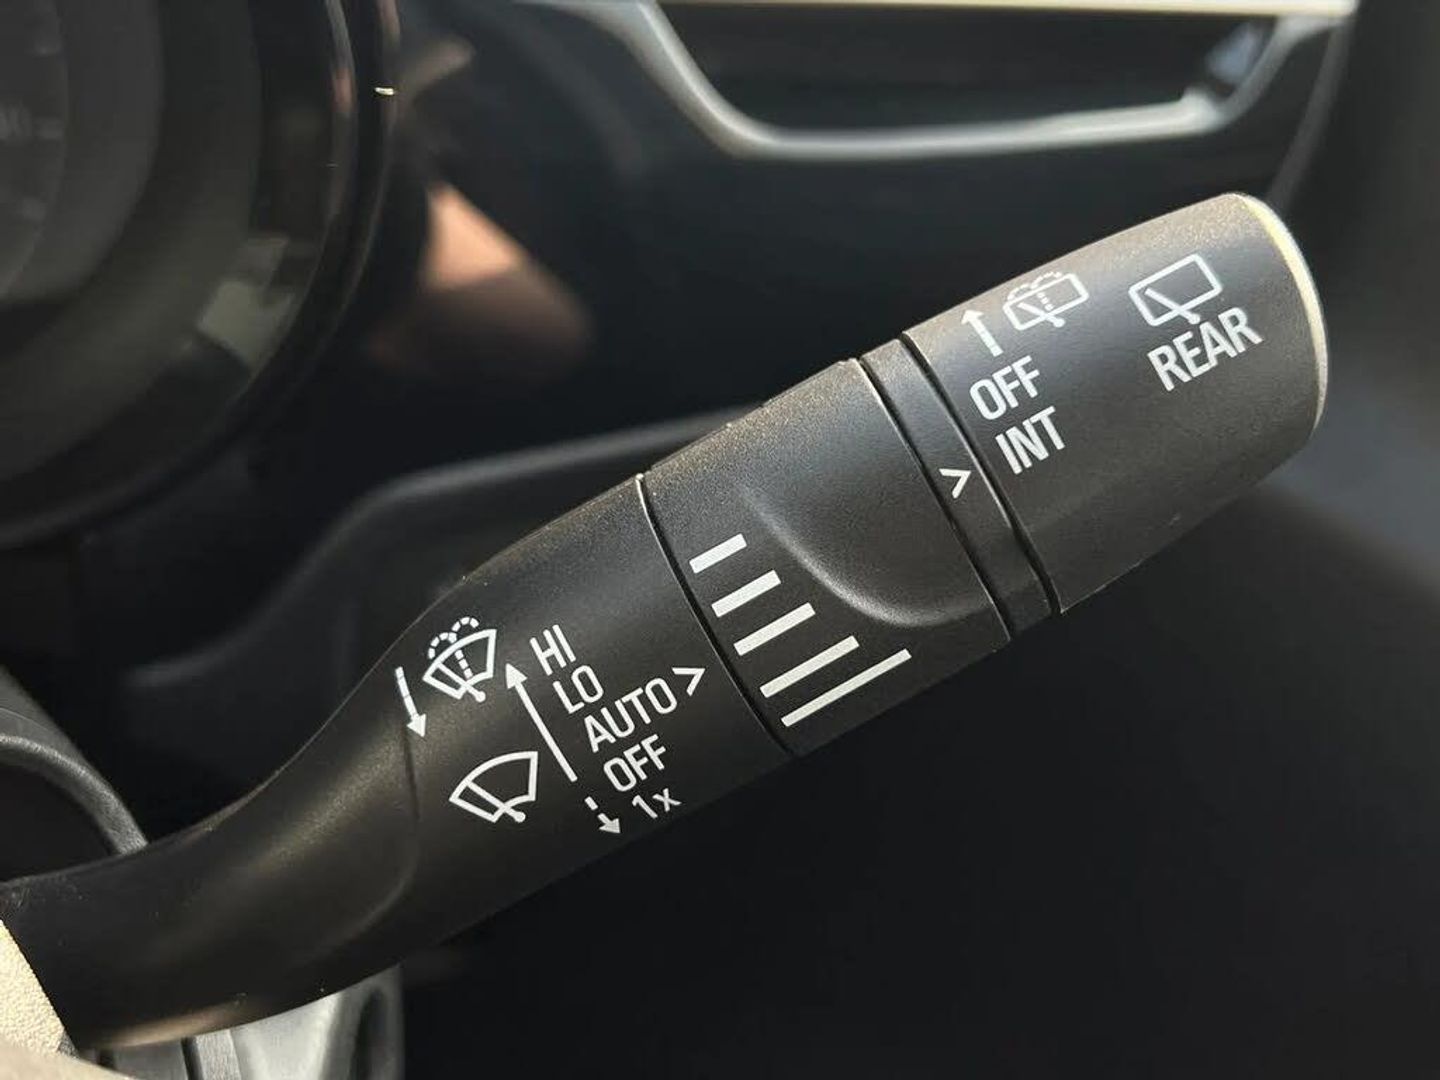 HI
LO
AUTO >
OFF
1x
>
OFF
INT
REAR